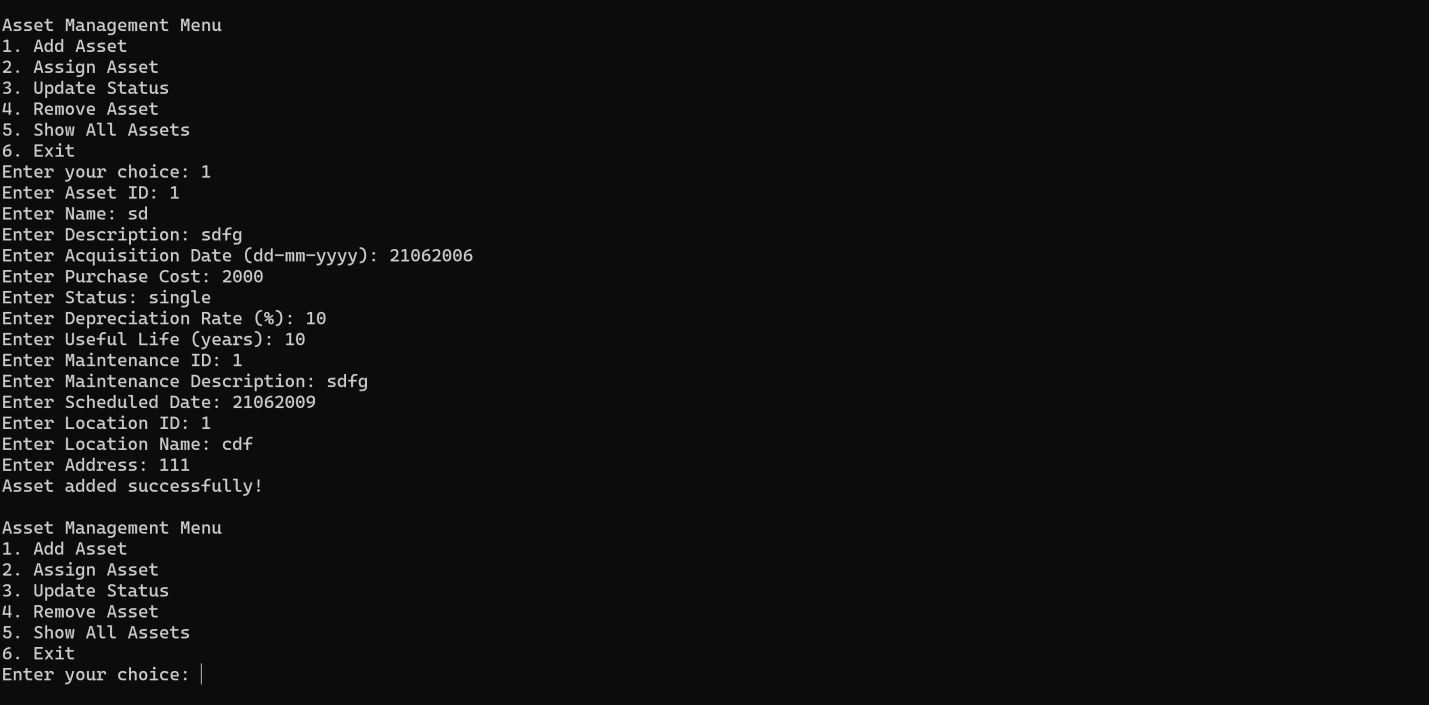 Asset Management Menu
1. Add Asset
2. Assign Asset
3. Update Status
4. Remove Asset
5. Show All Assets
6. Exit
Enter your choice: 1
Enter Asset ID: 1
Enter Name: sd
Enter Description: sdfg
Enter Acquisition Date (dd-mm-yyyy): 21062006
Enter Purchase Cost: 2000
Enter Status: single
Enter Depreciation Rate (%): 10
Enter Useful Life (years): 10
Enter Maintenance ID: 1
Enter Maintenance Description: sdfg
Enter Scheduled Date: 21062009
Enter Location ID: 1
Enter Location Name: cdf
Enter Address: 111
Asset added successfully!
Asset Management Menu
1. Add Asset
2. Assign Asset
3. Update Status
4. Remove Asset
5. Show All Assets
6. Exit
Enter your choice: